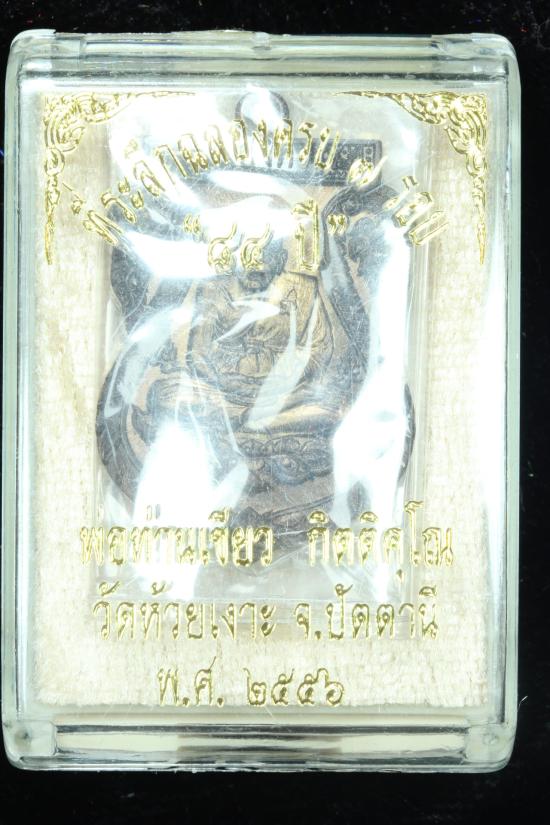 ที่ระลึกฉลองครบ ๗ รอบ
"๘๔ ปี"
พ่อท่านเขียว กิตติคุโณ
วัดห้วยเงาะ จ.ปัตตานี
พ.ศ. ๒๕๕๖